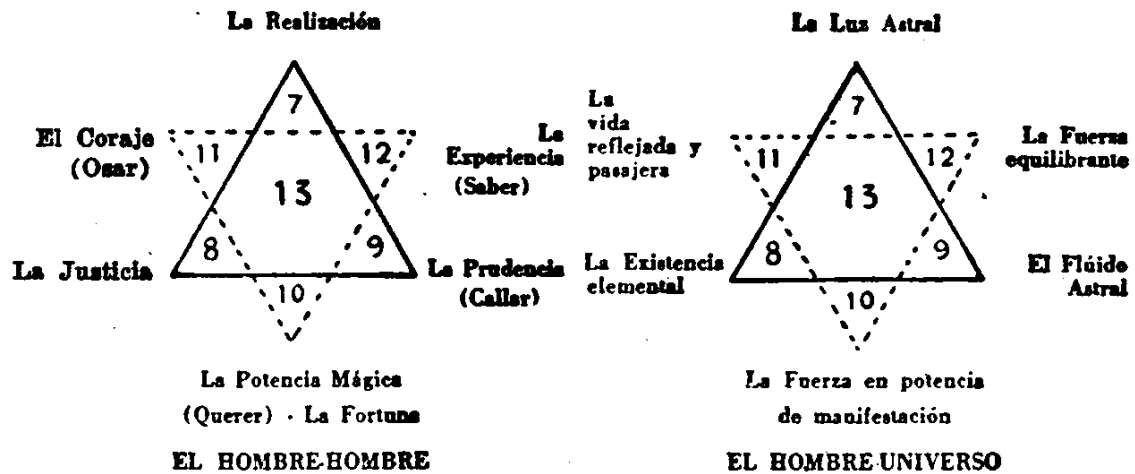 La Realización
7
El Coraje
(Osar)
11
12
La
Experiencia
(Saber)
13
La Justicia
8
9
La Prudencia
(Callar)
10
La Potencia Mágica
(Querer) · La Fortuna
EL HOMBRE-HOMBRE
La Luz Astral
7
La
vida
reflejada y
pasajera
11
12
La Fuerza
equilibrante
13
La Existencia
elemental
8
9
El Flúido
Astral
10
La Fuerza en potencia
de manifestación
EL HOMBRE UNIVERSO